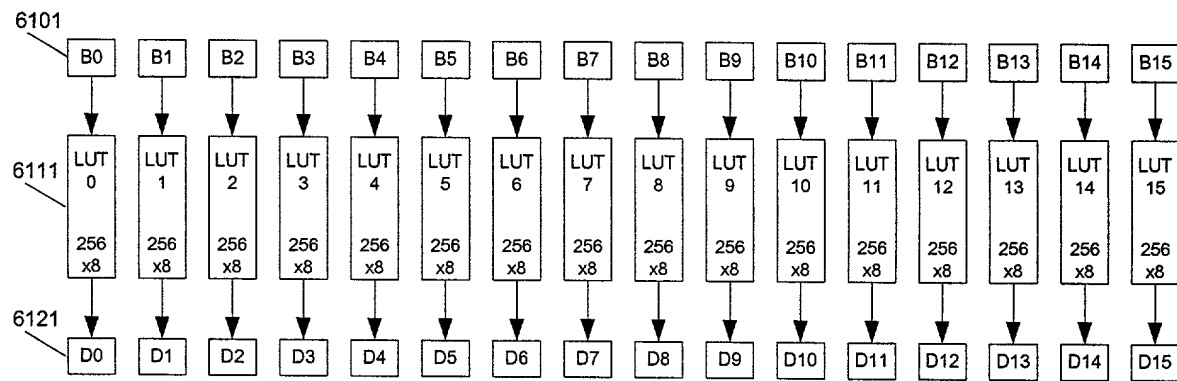 6101
B0 B1 B2 B3 B4 B5 B6 B7 B8 B9 B10 B11 B12 B13 B14 B15
6111
LUT LUT LUT LUT LUT LUT LUT LUT LUT LUT LUT LUT LUT LUT LUT LUT
0 1 2 3 4 5 6 7 8 9 10 11 12 13 14 15
256 256 256 256 256 256 256 256 256 256 256 256 256 256 256 256
x8 x8 x8 x8 x8 x8 x8 x8 x8 x8 x8 x8 x8 x8 x8 x8
6121
D0 D1 D2 D3 D4 D5 D6 D7 D8 D9 D10 D11 D12 D13 D14 D15